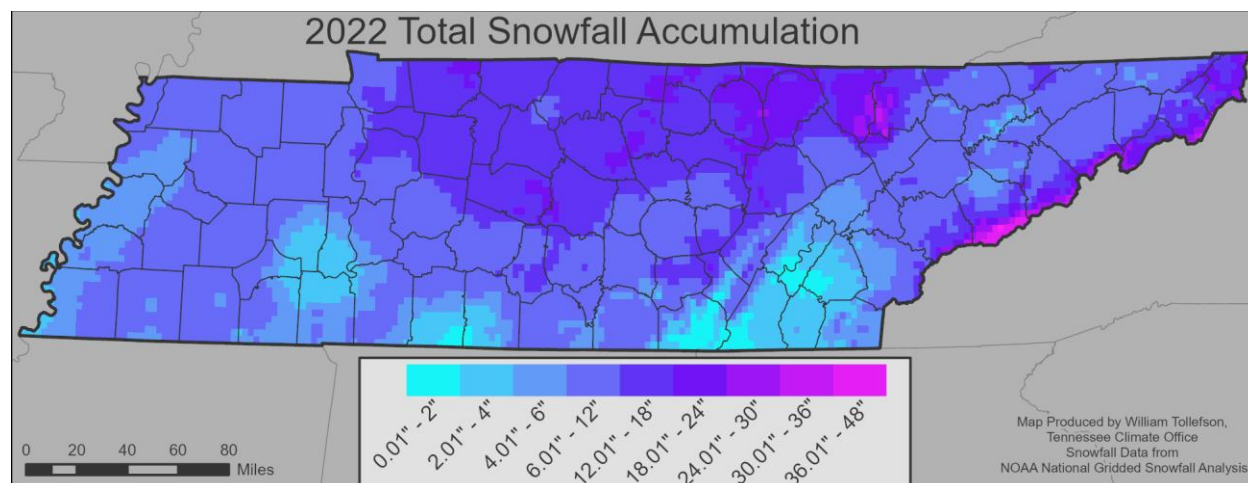 2022 Total Snowfall Accumulation
0.01" - 2"
2.01" - 4"
4.01" - 6"
6.01" - 12"
12.01" - 18"
18.01" - 24"
24.01" - 30"
30.01" - 36"
36.01" - 48"
0 20 40 60 80
Miles
Map Produced by William Tollefson,
Tennessee Climate Office
Snowfall Data from
NOAA National Gridded Snowfall Analysis